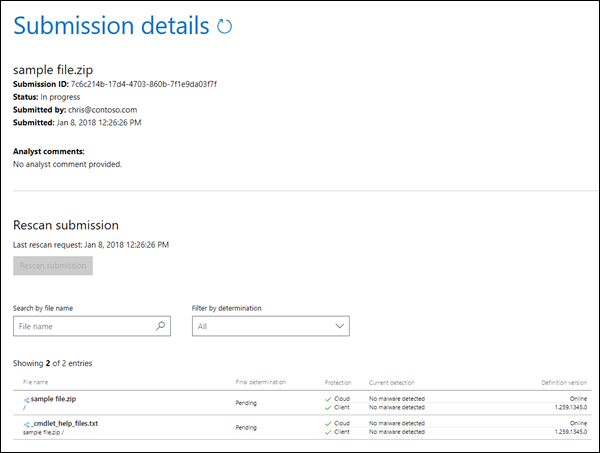 Submission details
sample file.zip
Submission ID: 7c6c214b-17d4-4703-860b-7f1e9da03f7f
Status: In progress
Submitted by: chris@contoso.com
Submitted: Jan 8, 2018 12:26:26 PM
Analyst comments:
No analyst comment provided.
Rescan submission
Last rescan request: Jan 8, 2018 12:26:26 PM
Rescan submission
Search by file name Filter by determination
File name All
Showing 2 of 2 entries
File name Final determination Protection Current detection Definition version
sample file.zip Pending Cloud No malware detected Online
/ Client No malware detected 1.259.1345.0
_cmdlet_help_files.txt Pending Cloud No malware detected Online
sample file.zip / Client No malware detected 1.259.1345.0